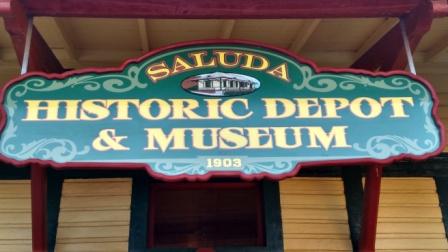 SALUDA
HISTORIC DEPOT
& MUSEUM
1903